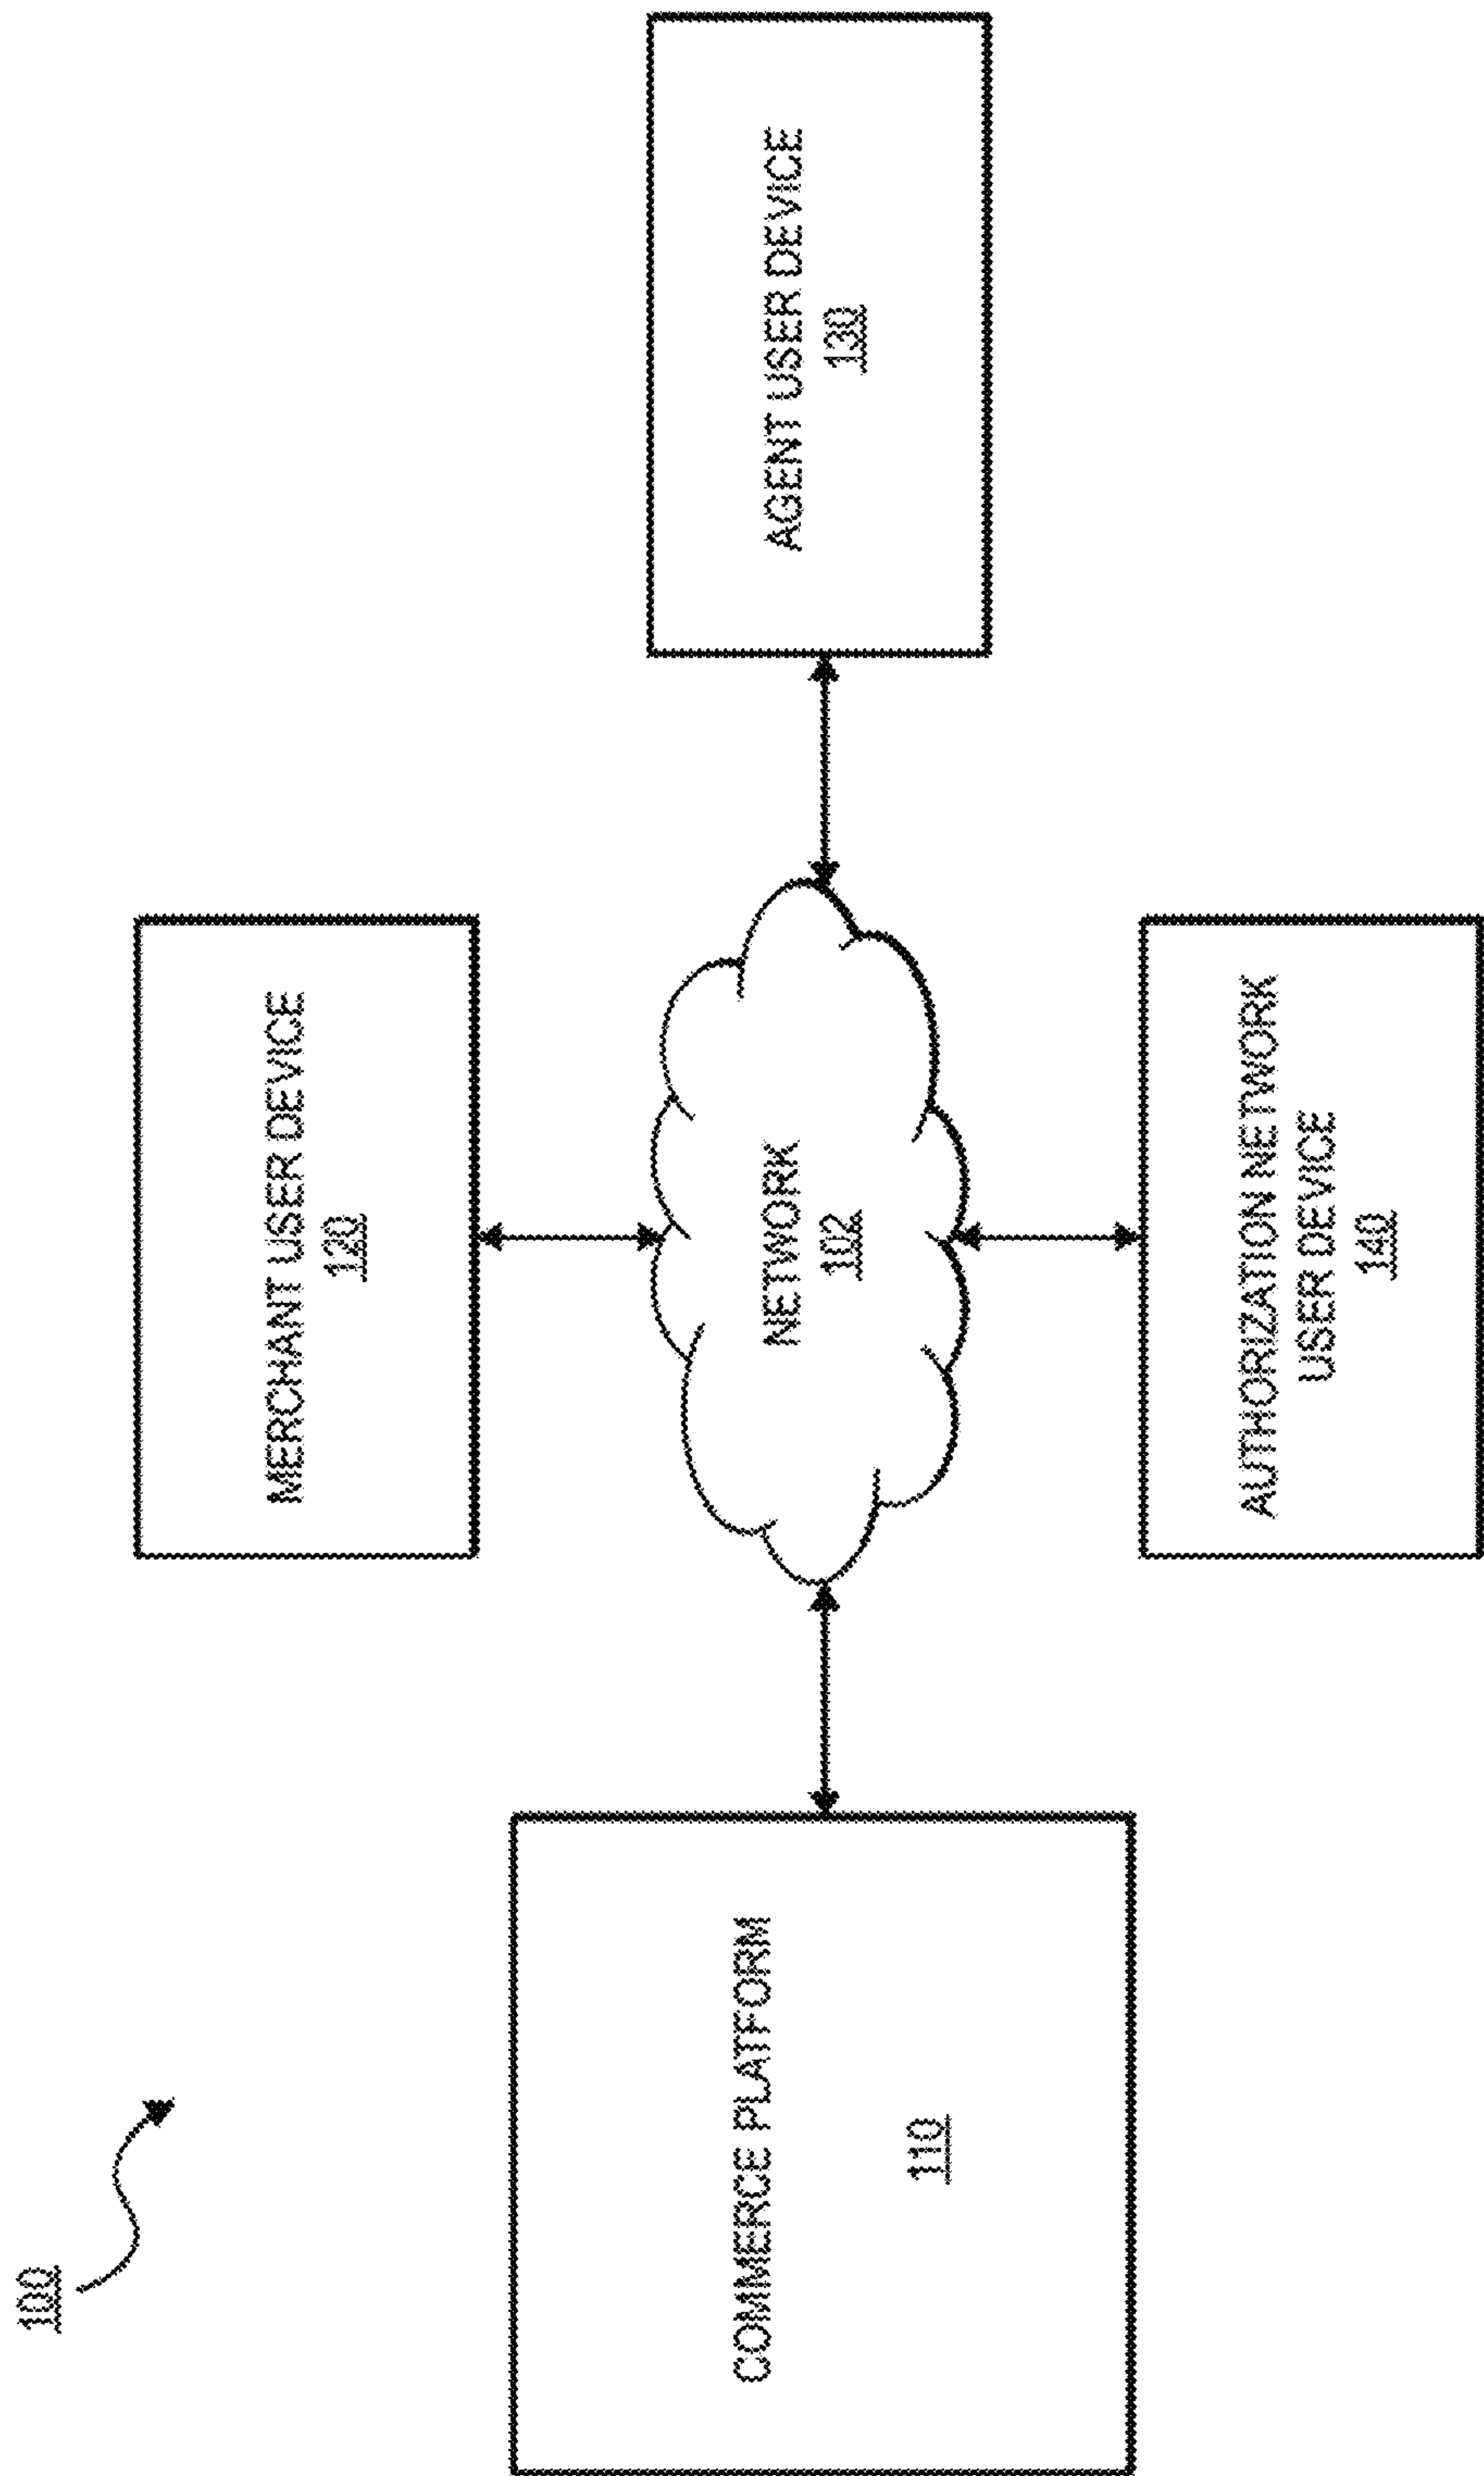 100
MERCHANT USER DEVICE
120
COMMERCE PLATFORM
110
NETWORK
102
AGENT USER DEVICE
130
AUTHORIZATION NETWORK
USER DEVICE
140